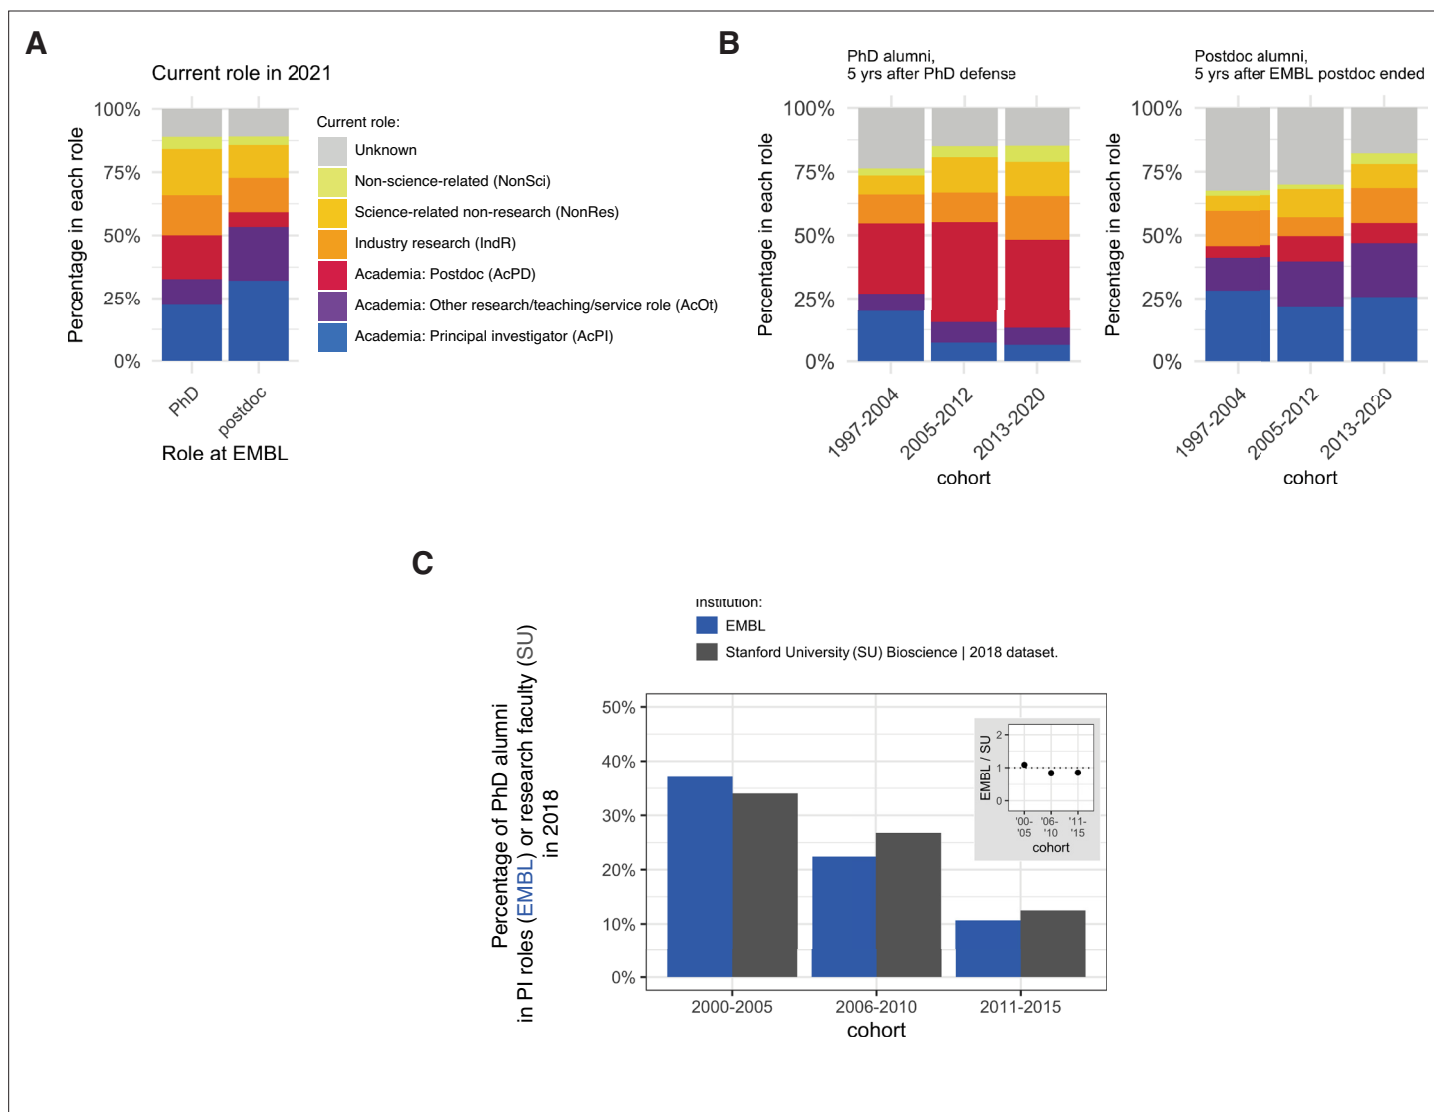 A
Current role in 2021
Percentage in each role
100%
75%
50%
25%
0%
PhD
postdoc
Role at EMBL
Current role:
Unknown
Non-science-related (NonSci)
Science-related non-research (NonRes)
Industry research (IndR)
Academia: Postdoc (AcPD)
Academia: Other research/teaching/service role (AcOt)
Academia: Principal investigator (AcPI)
B
PhD alumni,
5 yrs after PhD defense
Percentage in each role
100%
75%
50%
25%
0%
1997-2004
2005-2012
2013-2020
cohort
Postdoc alumni,
5 yrs after EMBL postdoc ended
Percentage in each role
100%
75%
50%
25%
0%
1997-2004
2005-2012
2013-2020
cohort
C
Institution:
EMBL
Stanford University (SU) Bioscience | 2018 dataset.
Percentage of PhD alumni
in PI roles (EMBL) or research faculty (SU)
in 2018
50%
40%
30%
20%
10%
0%
2000-2005
2006-2010
2011-2015
cohort
EMBL / SU
2
1
0
'00-
'05
'06-
'10
'11-
'15
cohort